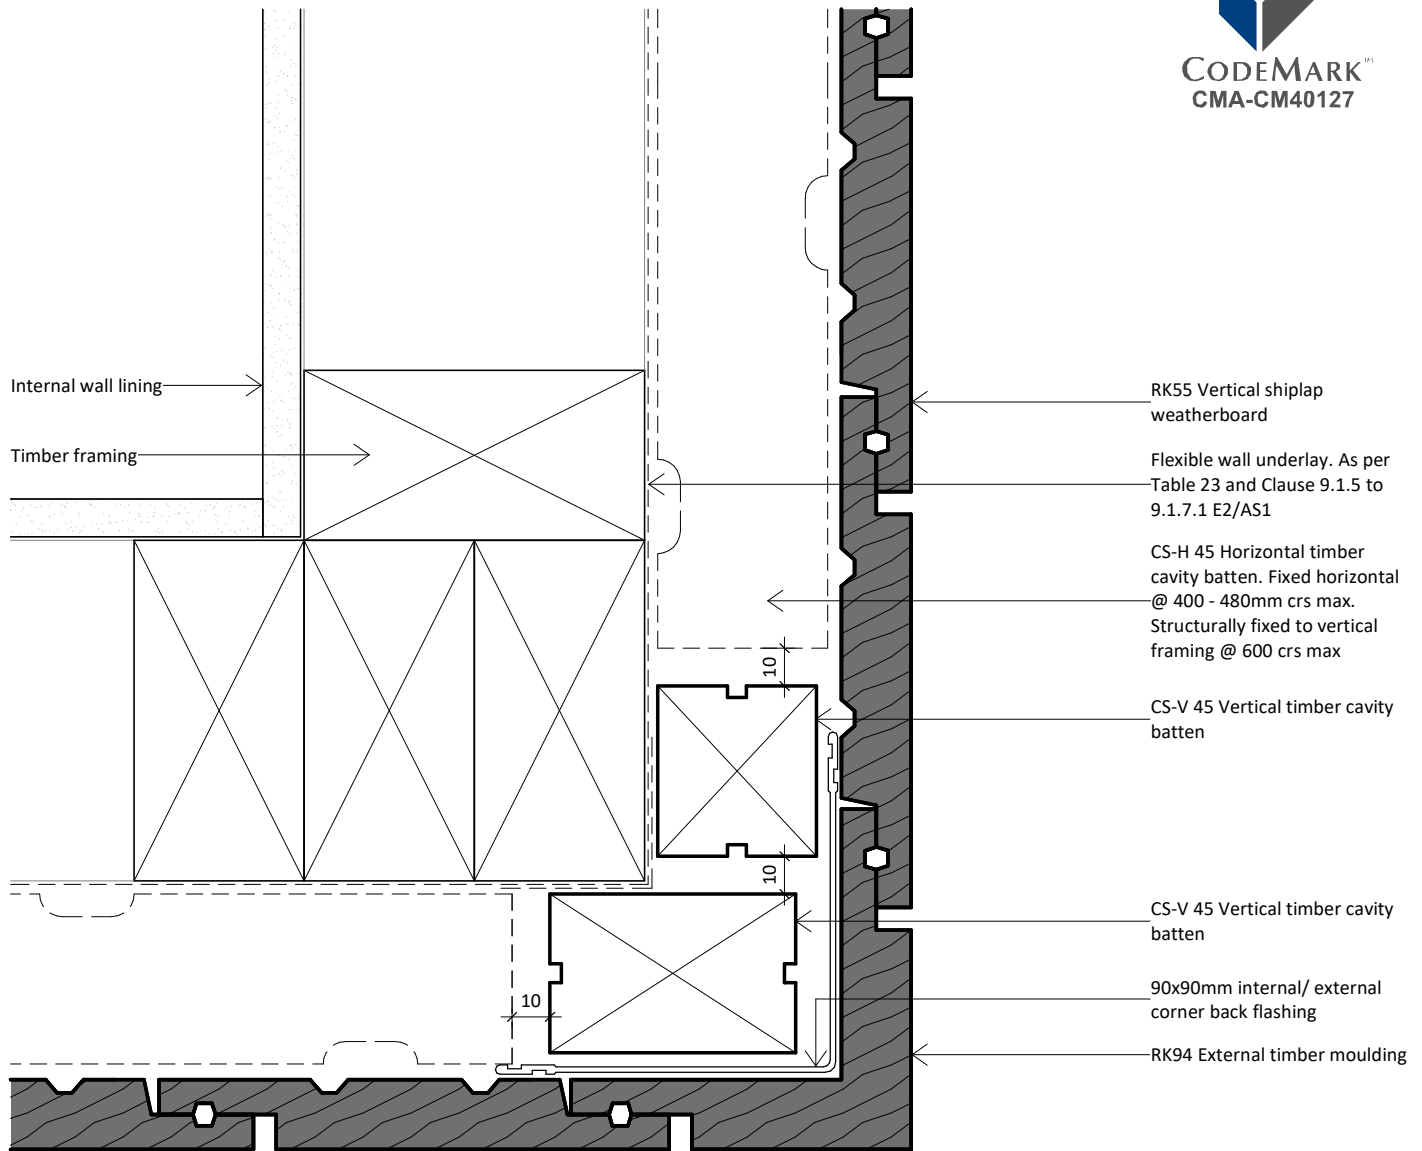 CODEMARK™
CMA-CM40127
Internal wall lining
Timber framing
RK55 Vertical shiplap
weatherboard
Flexible wall underlay. As per
Table 23 and Clause 9.1.5 to
9.1.7.1 E2/AS1
CS-H 45 Horizontal timber
cavity batten. Fixed horizontal
@ 400 - 480mm crs max.
Structurally fixed to vertical
framing @ 600 crs max
10
CS-V 45 Vertical timber cavity
batten
10
CS-V 45 Vertical timber cavity
batten
10
90x90mm internal/ external
corner back flashing
RK94 External timber moulding